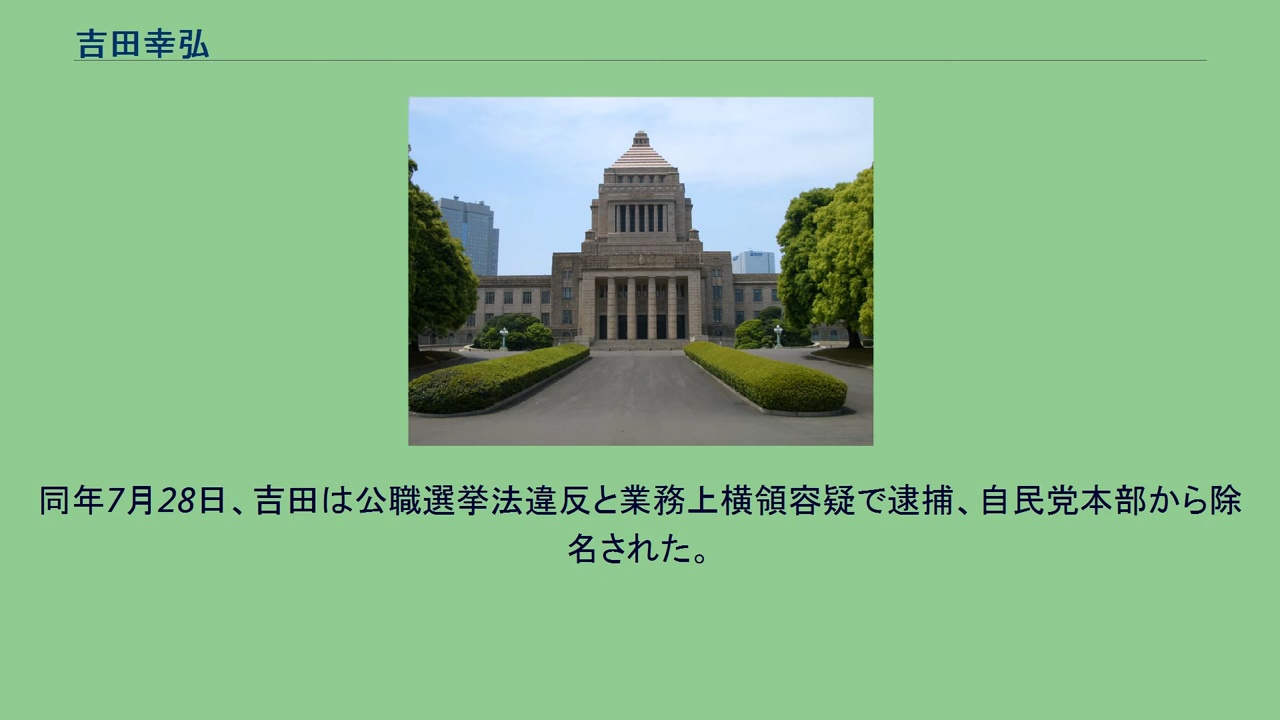 吉田幸弘
同年7月28日、吉田は公職選挙法違反と業務上横領容疑で逮捕、自民党本部から除
名された。